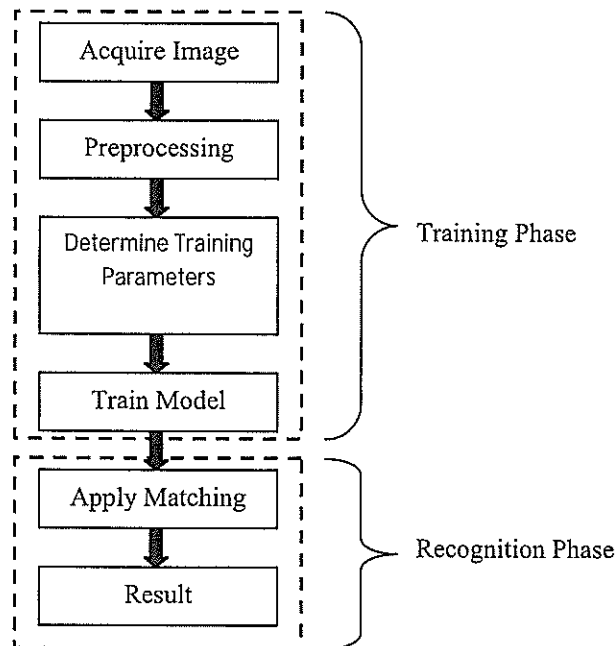 Acquire Image
Preprocessing
Determine Training
Parameters
Training Phase
Train Model
Apply Matching
Recognition Phase
Result